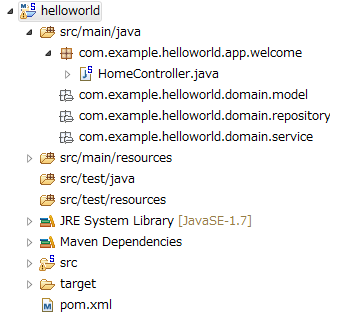 helloworld
src/main/java
com.example.helloworld.app.welcome
HomeController.java
com.example.helloworld.domain.model
com.example.helloworld.domain.repository
com.example.helloworld.domain.service
src/main/resources
src/test/java
src/test/resources
JRE System Library [JavaSE-1.7]
Maven Dependencies
src
target
pom.xml